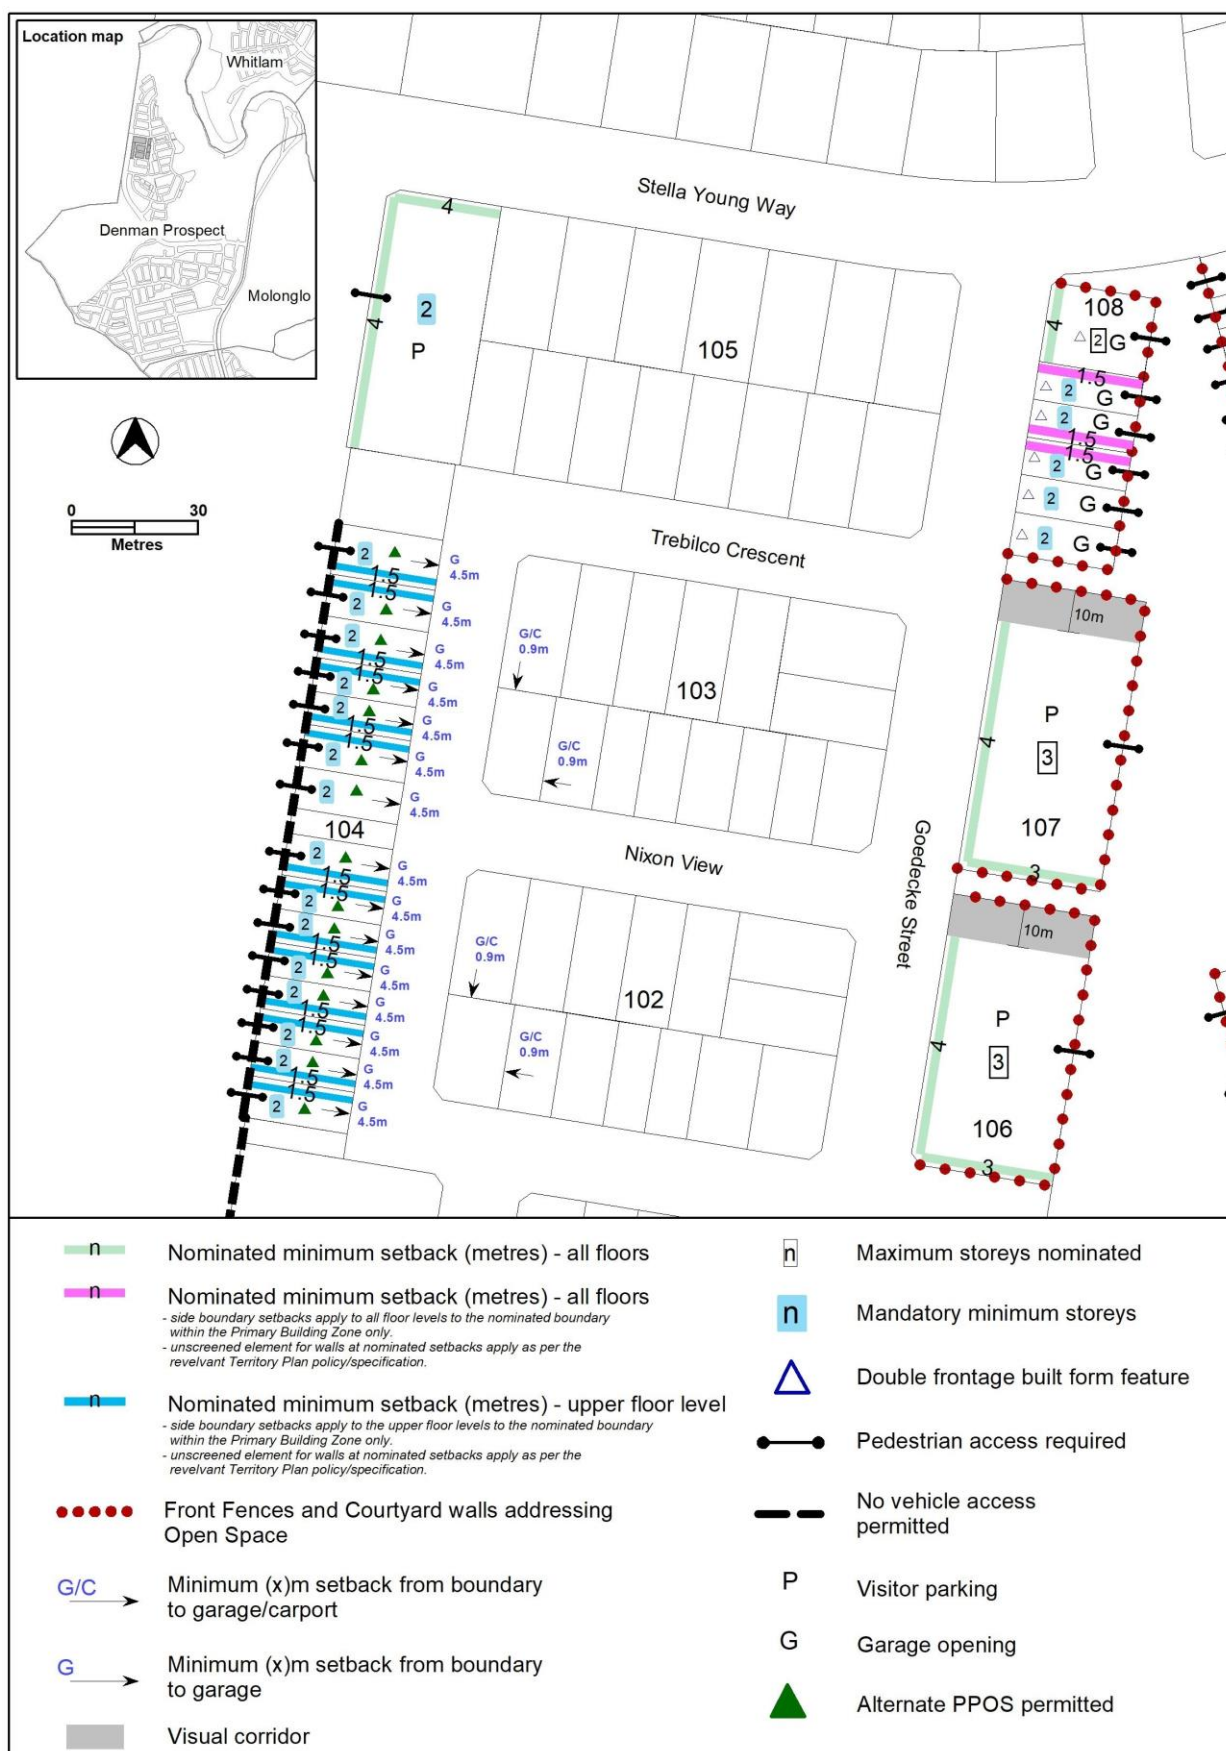 Location map
Whitlam
Denman Prospect
Molonglo
0 30
Metres
Stella Young Way
4
4
2
P
105
108
4
2 G
1.5
2 G
2 G
1.5
1.5
2 G
2 G
2 G
Trebilco Crescent
10m
2
G
4.5m
1.5
1.5
2
G
4.5m
2
G
4.5m
1.5
1.5
2
G
4.5m
2
G
4.5m
1.5
1.5
2
G
4.5m
2
G
4.5m
104
2
G
4.5m
1.5
1.5
2
G
4.5m
2
G
4.5m
1.5
1.5
2
G
4.5m
2
G
4.5m
1.5
1.5
2
G
4.5m
2
G
4.5m
1.5
1.5
2
G
4.5m
G/C
0.9m
103
G/C
0.9m
Nixon View
G/C
0.9m
102
G/C
0.9m
Goedecke Street
P
4
3
107
3
10m
P
4
3
106
3
n Nominated minimum setback (metres) - all floors
n Nominated minimum setback (metres) - all floors
- side boundary setbacks apply to all floor levels to the nominated boundary
within the Primary Building Zone only.
- unscreened element for walls at nominated setbacks apply as per the
revelvant Territory Plan policy/specification.
n Nominated minimum setback (metres) - upper floor level
- side boundary setbacks apply to the upper floor levels to the nominated boundary
within the Primary Building Zone only.
- unscreened element for walls at nominated setbacks apply as per the
revelvant Territory Plan policy/specification.
Front Fences and Courtyard walls addressing
Open Space
G/C Minimum (x)m setback from boundary
to garage/carport
G Minimum (x)m setback from boundary
to garage
Visual corridor
n Maximum storeys nominated
n Mandatory minimum storeys
Double frontage built form feature
Pedestrian access required
No vehicle access
permitted
P Visitor parking
G Garage opening
Alternate PPOS permitted